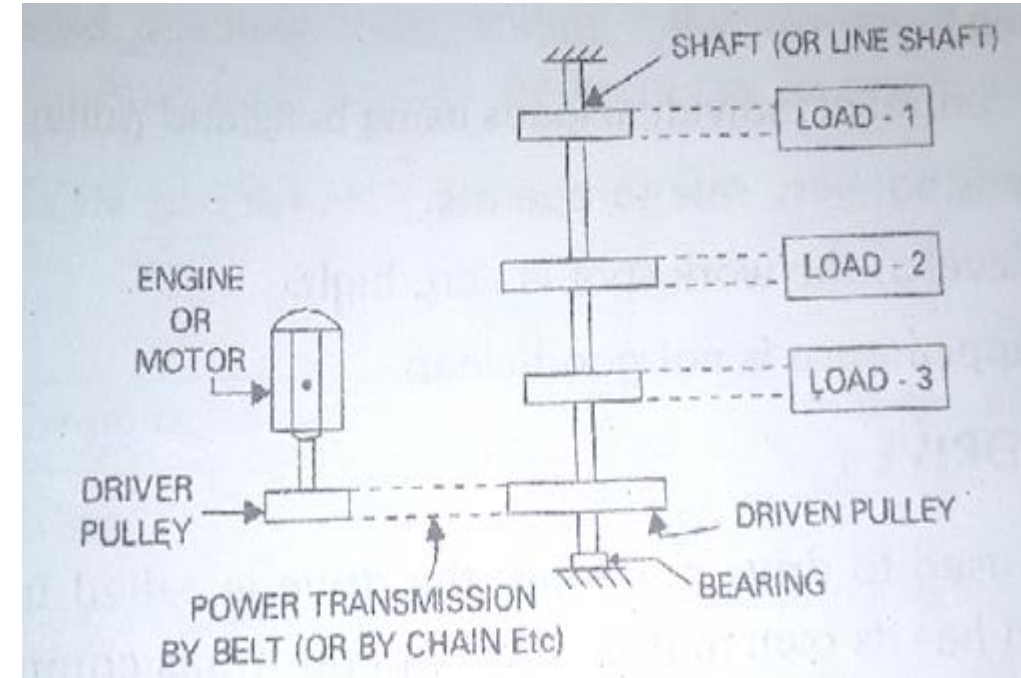 SHAFT (OR LINE SHAFT)
LOAD - 1
ENGINE
OR
MOTOR
LOAD - 2
LOAD - 3
DRIVER
PULLEY
DRIVEN PULLEY
BEARING
POWER TRANSMISSION
BY BELT (OR BY CHAIN Etc)